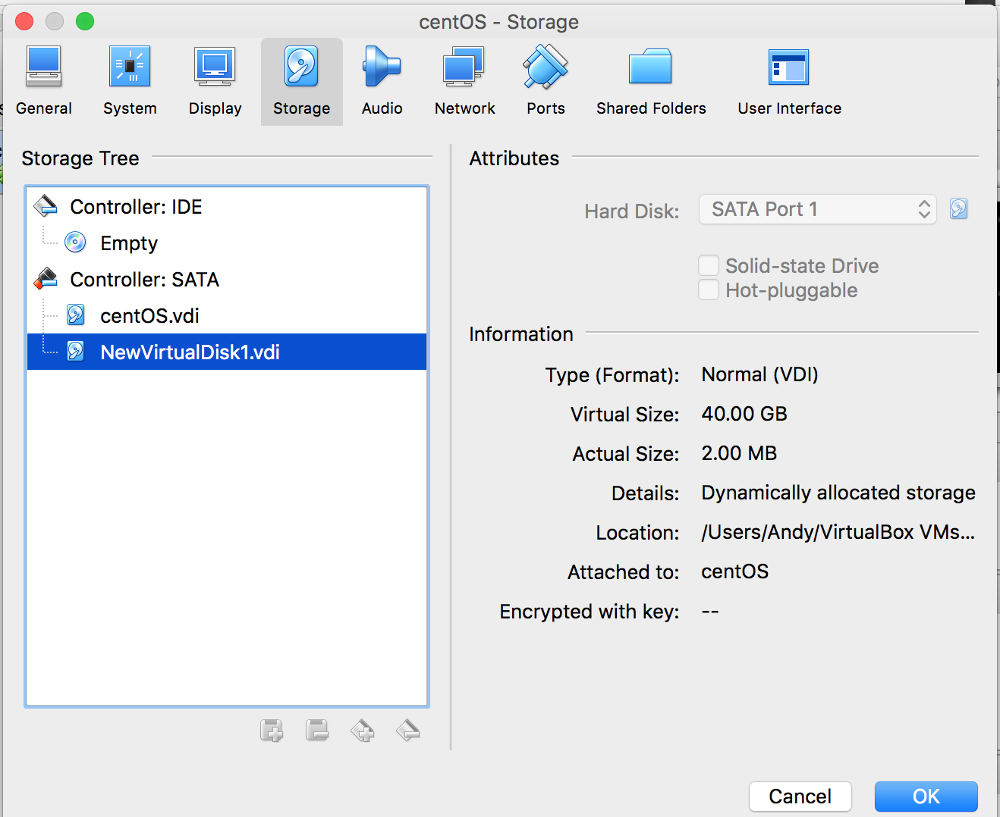 centOS - Storage
General System Display Storage Audio Network Ports Shared Folders User Interface
Storage Tree
Controller: IDE
Empty
Controller: SATA
centOS.vdi
NewVirtualDisk1.vdi
Attributes
Hard Disk: SATA Port 1
Solid-state Drive
Hot-pluggable
Information
Type (Format): Normal (VDI)
Virtual Size: 40.00 GB
Actual Size: 2.00 MB
Details: Dynamically allocated storage
Location: /Users/Andy/VirtualBox VMs...
Attached to: centOS
Encrypted with key: --
Cancel OK